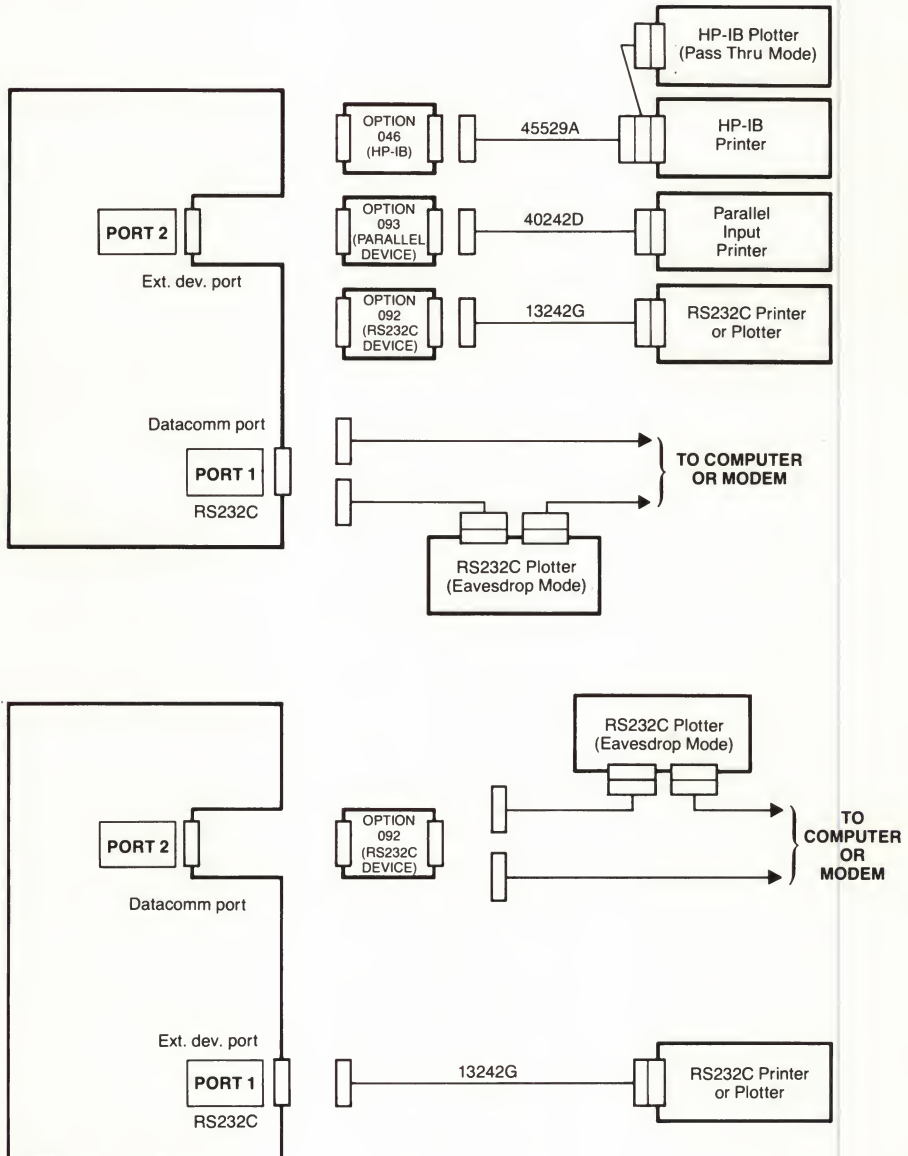 HP-IB Plotter
(Pass Thru Mode)
OPTION
046
(HP-IB)
45529A
HP-IB
Printer
PORT 2
Ext. dev. port
OPTION
093
(PARALLEL
DEVICE)
40242D
Parallel
Input
Printer
OPTION
092
(RS232C
DEVICE)
13242G
RS232C Printer
or Plotter
Datacomm port
PORT 1
RS232C
TO COMPUTER
OR MODEM
RS232C Plotter
(Eavesdrop Mode)
RS232C Plotter
(Eavesdrop Mode)
PORT 2
Datacomm port
OPTION
092
(RS232C
DEVICE)
TO
COMPUTER
OR
MODEM
Ext. dev. port
PORT 1
RS232C
13242G
RS232C Printer
or Plotter